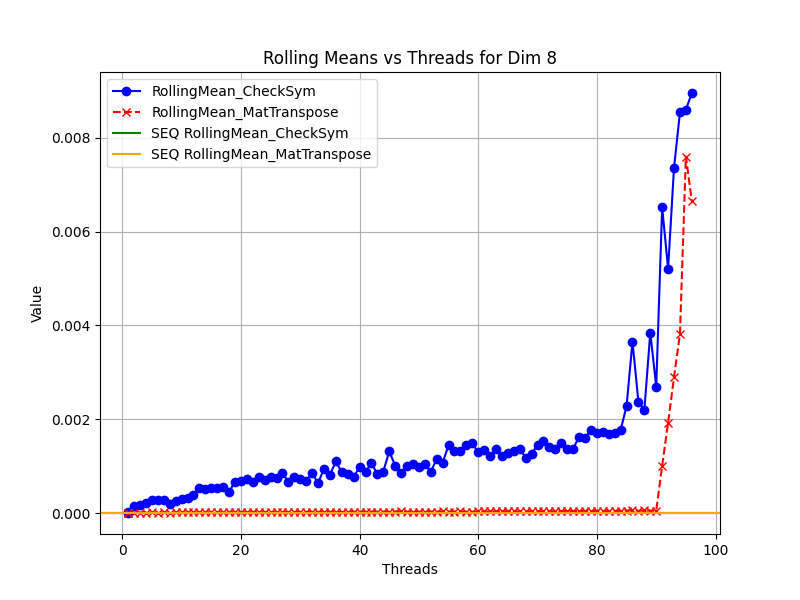 Rolling Means vs Threads for Dim 8
RollingMean_CheckSym
RollingMean_MatTranspose
SEQ RollingMean_CheckSym
SEQ RollingMean_MatTranspose
0.008
0.006
0.004
0.002
0.000
Value
0 20 40 60 80 100
Threads